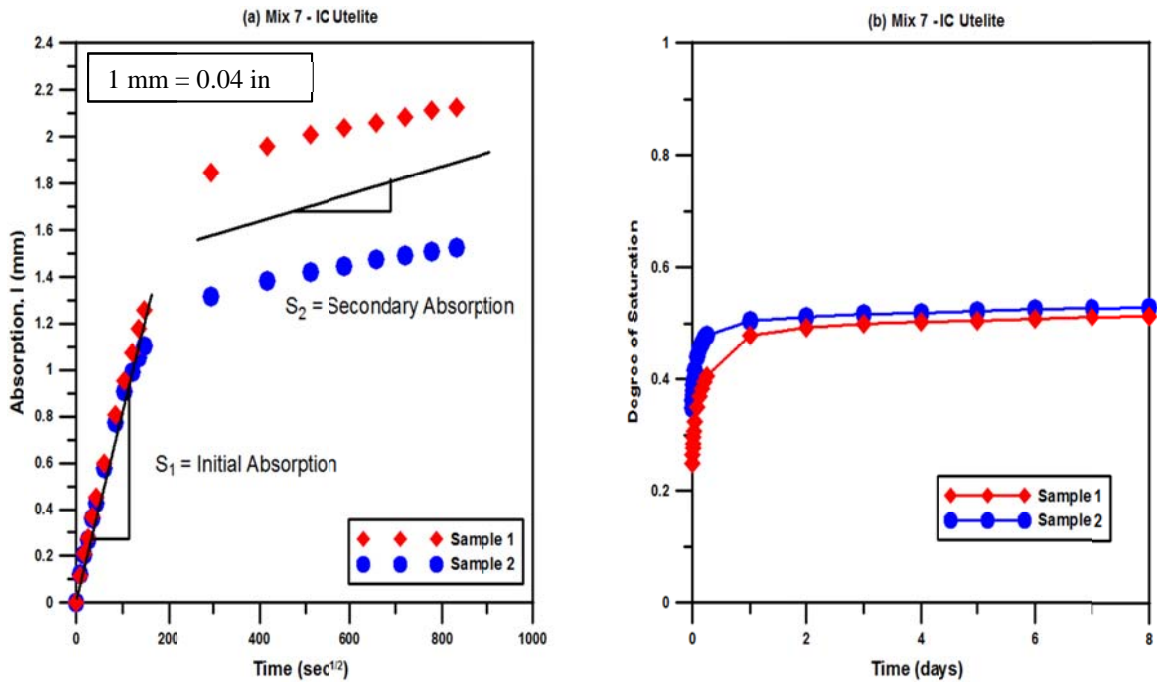 (a) Mix 7 - IC Utelite
1 mm = 0.04 in
2.4
2.2
2
1.8
1.6
1.4
1.2
1
0.8
0.6
0.4
0.2
0
Absorption. I (mm)
S2 = Secondary Absorption
S1 = Initial Absorption
Sample 1
Sample 2
0 200 400 600 800 1000
Time (sec1/2)
(b) Mix 7 - IC Utelite
1
0.8
0.6
0.4
0.2
0
Degree of Saturation
Sample 1
Sample 2
0 2 4 6 8
Time (days)